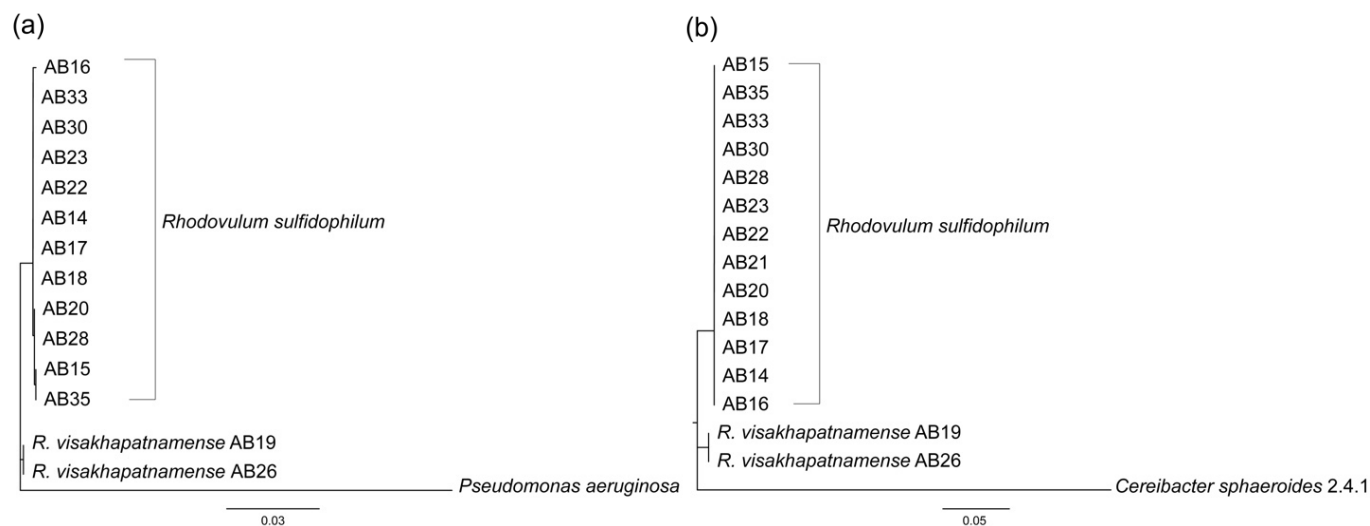 (a)
AB16
AB33
AB30
AB23
AB22
AB14
AB17
AB18
AB20
AB28
AB15
AB35
Rhodovulum sulfidophilum
R. visakhapatnamense AB19
R. visakhapatnamense AB26
Pseudomonas aeruginosa
0.03
(b)
AB15
AB35
AB33
AB30
AB28
AB23
AB22
AB21
AB20
AB18
AB17
AB14
AB16
Rhodovulum sulfidophilum
R. visakhapatnamense AB19
R. visakhapatnamense AB26
Cereibacter sphaeroides 2.4.1
0.05